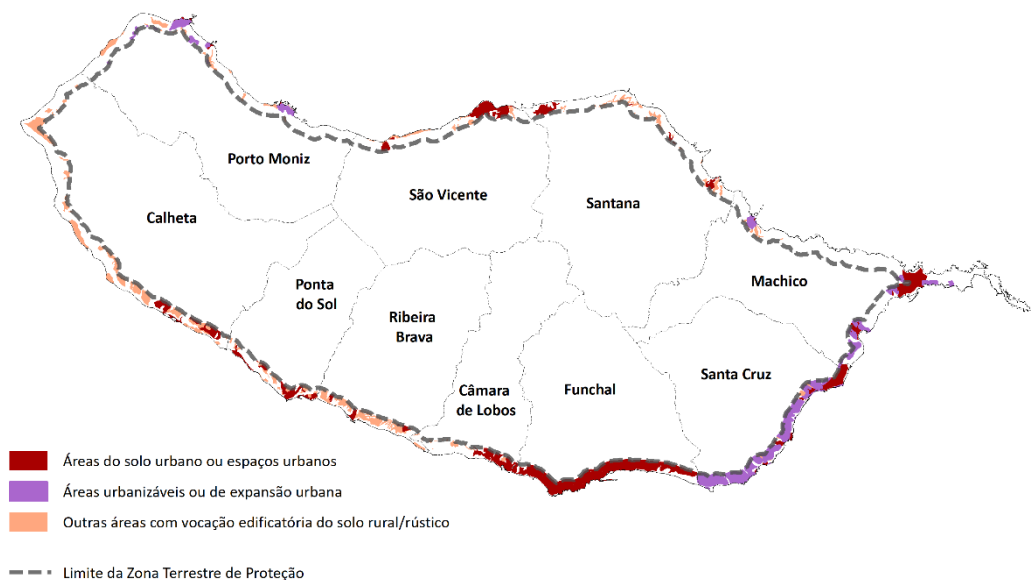 Porto Moniz
São Vicente
Santana
Calheta
Machico
Ponta
do Sol
Ribeira
Brava
Câmara
de Lobos
Funchal
Santa Cruz
Áreas do solo urbano ou espaços urbanos
Áreas urbanizáveis ou de expansão urbana
Outras áreas com vocação edificatória do solo rural/rústico
Limite da Zona Terrestre de Proteção